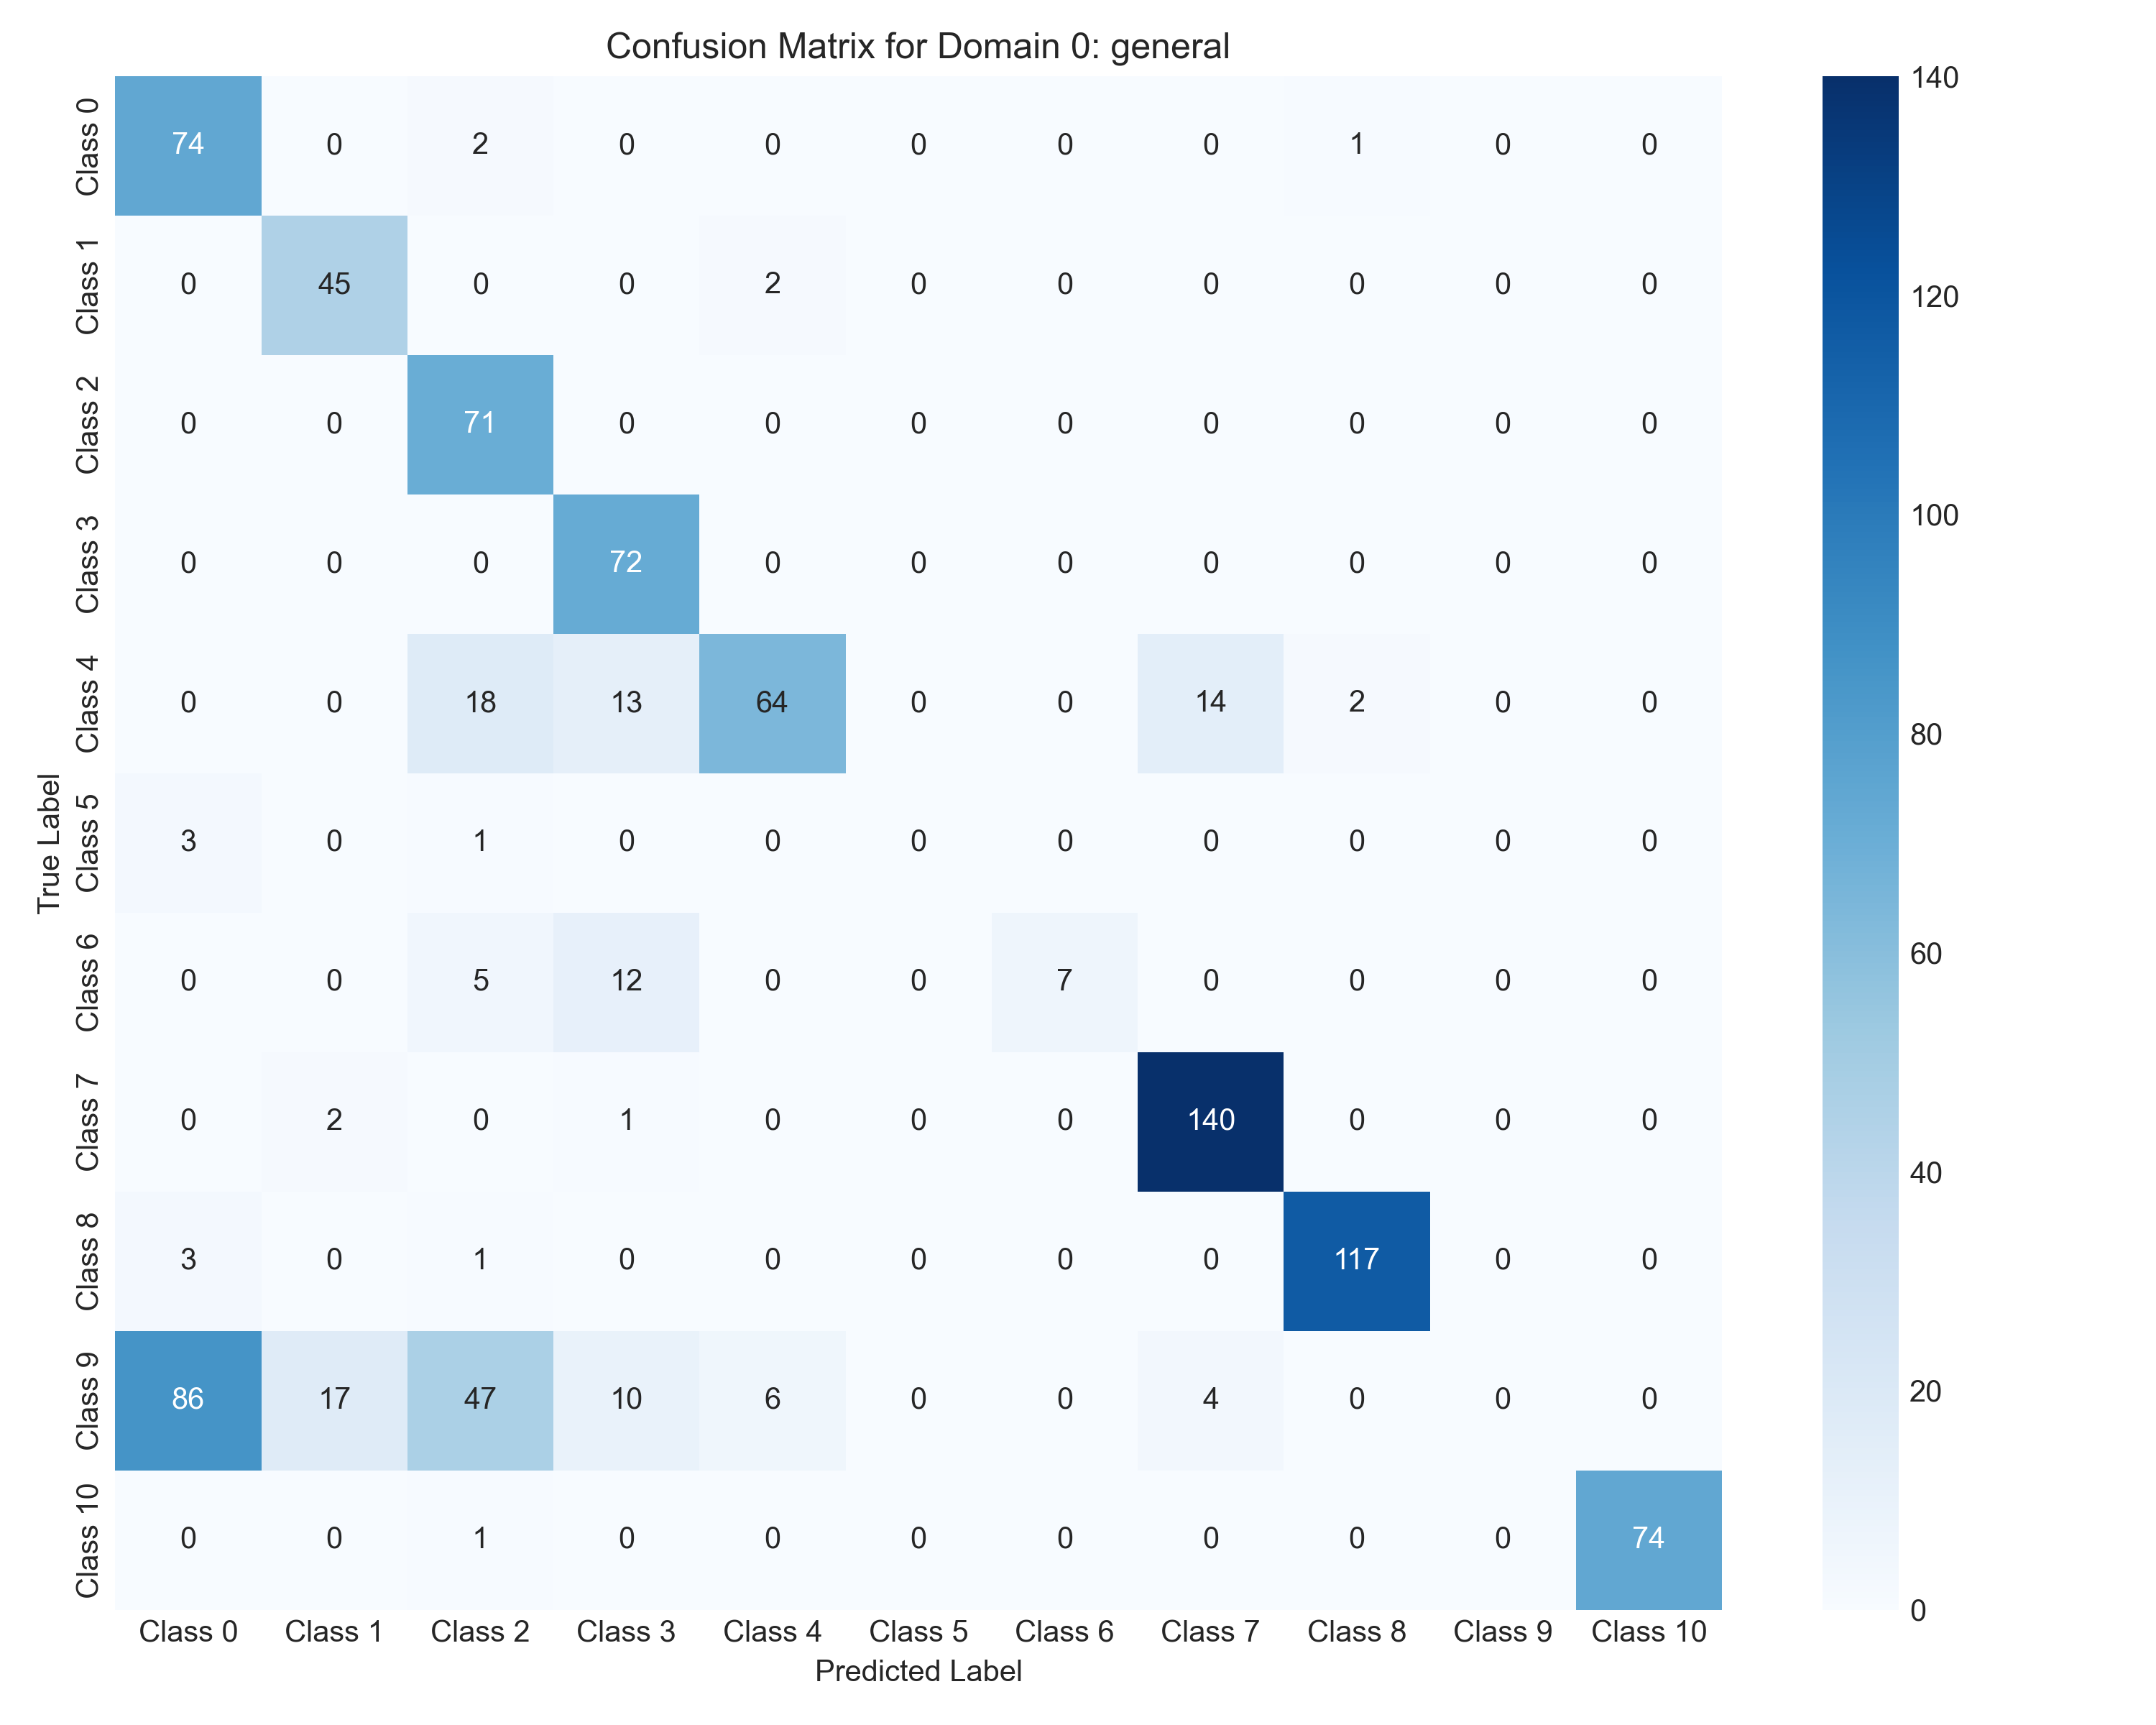 Confusion Matrix for Domain 0: general
Class 0 74 0 2 0 0 0 0 0 1 0 0
Class 1 0 45 0 0 2 0 0 0 0 0 0
Class 2 0 0 71 0 0 0 0 0 0 0 0
Class 3 0 0 0 72 0 0 0 0 0 0 0
Class 4 0 0 18 13 64 0 0 14 2 0 0
Class 5 3 0 1 0 0 0 0 0 0 0 0
Class 6 0 0 5 12 0 0 7 0 0 0 0
Class 7 0 2 0 1 0 0 0 140 0 0 0
Class 8 3 0 1 0 0 0 0 0 117 0 0
Class 9 86 17 47 10 6 0 0 4 0 0 0
Class 10 0 0 1 0 0 0 0 0 0 0 74
Class 0 Class 1 Class 2 Class 3 Class 4 Class 5 Class 6 Class 7 Class 8 Class 9 Class 10
Predicted Label
True Label
140
120
100
80
60
40
20
0